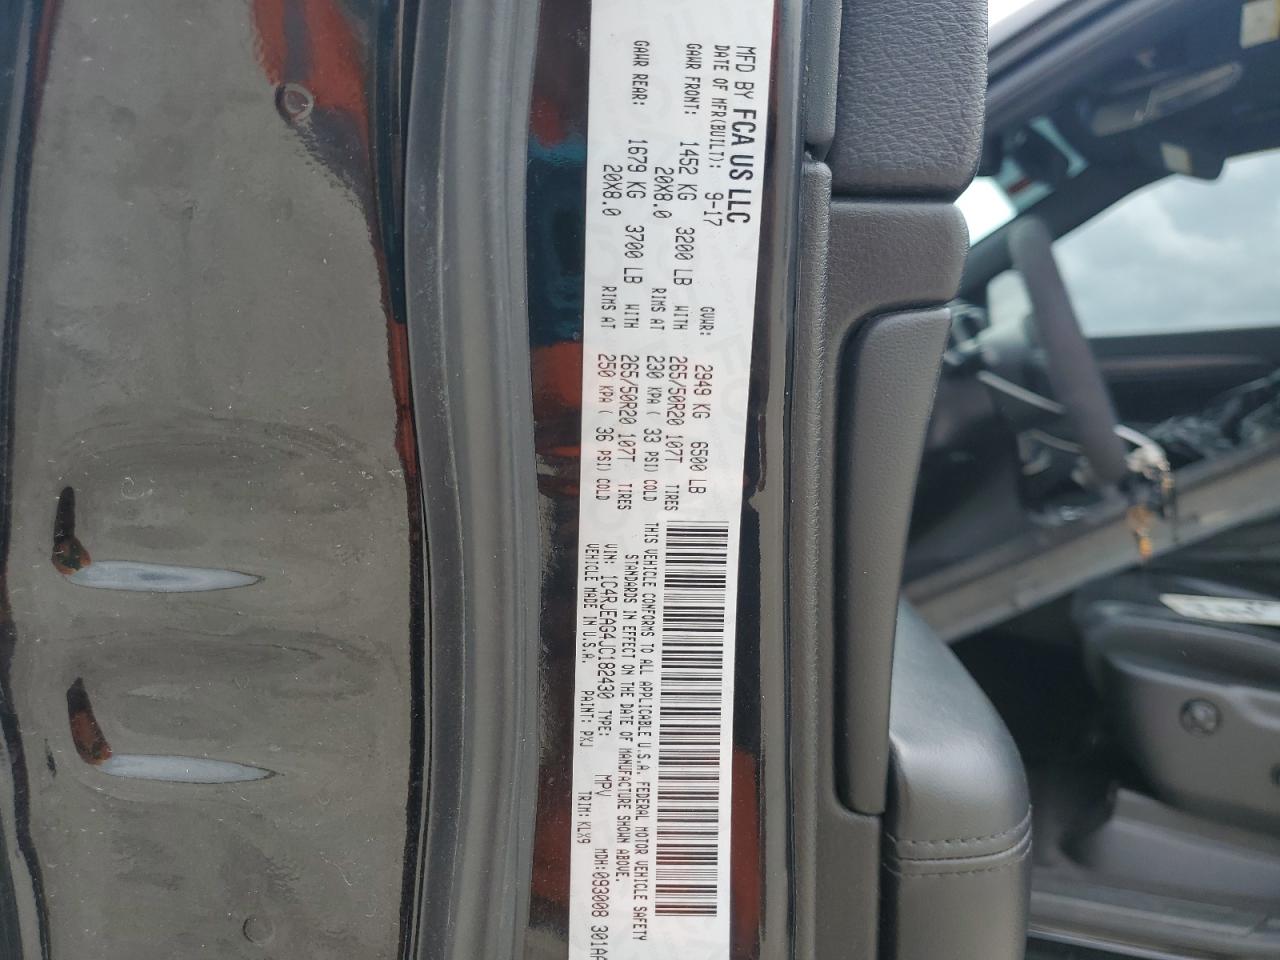 MFD BY FCA US LLC
DATE OF MFR(BUILT): 9-17 GVWR: 2949 KG 6500 LB
GAWR FRONT: 1452 KG 3200 LB WITH 265/50R20 107T TIRES
20X8.0 RIMS AT 230 KPA ( 33 PSI) COLD
GAWR REAR: 1679 KG 3700 LB WITH 265/50R20 107T TIRES
20X8.0 RIMS AT 250 KPA ( 36 PSI) COLD
THIS VEHICLE CONFORMS TO ALL APPLICABLE U.S.A. FEDERAL MOTOR VEHICLE SAFETY
STANDARDS IN EFFECT ON THE DATE OF MANUFACTURE SHOWN ABOVE.
VIN: 1C4RJEAG4JC182430 TYPE: MPV MDH:093008 301AA
VEHICLE MADE IN U.S.A. PAINT: PXJ TRIM: KLX9